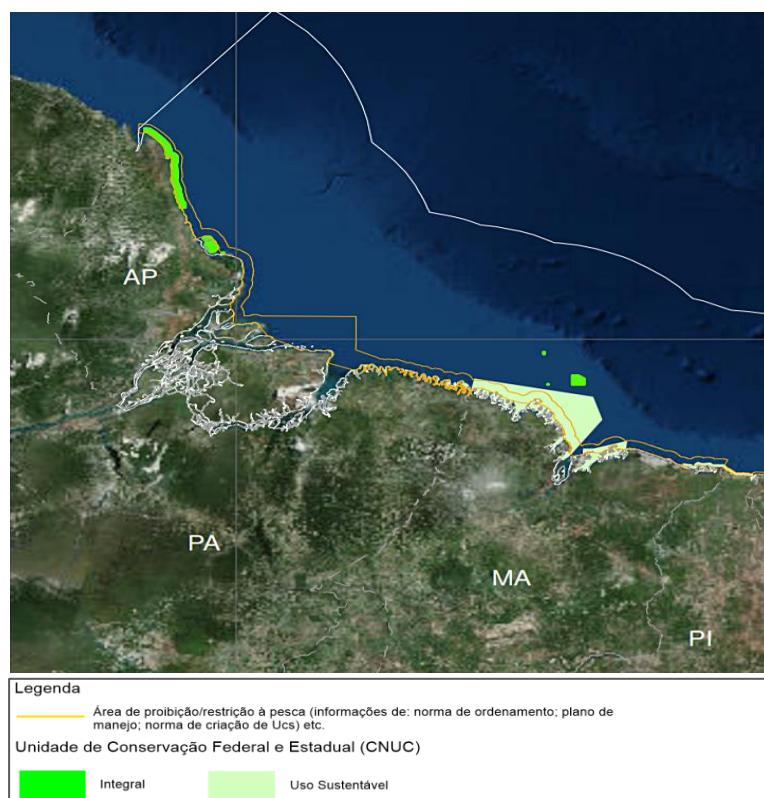 AP
PA
MA
PI
Legenda
Área de proibição/restrição à pesca (informações de: norma de ordenamento; plano de
manejo; norma de criação de Ucs) etc.
Unidade de Conservação Federal e Estadual (CNUC)
Integral
Uso Sustentável